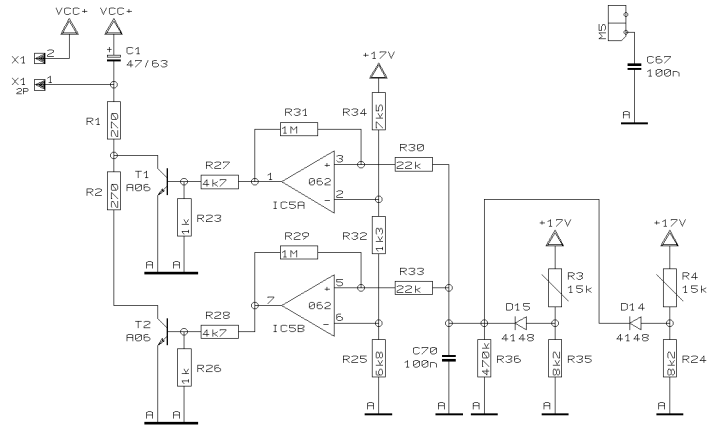 VCC+ VCC+
X1 2
C1
47/63
X1 1
2P
R1 270
R2 270
T1
A06
R27
4k7
R23
1k
A A
R31
1M
1
3
+
062
2
-
IC5A
+17V
R34
7k5
R30
22k
R32
1k3
R29
1M
7
5
+
062
6
-
IC5B
R33
22k
T2
A06
R28
4k7
R26
1k
A A
R25
6k8
A
C70
100n
A
R36
470k
A
D15
4148
+17V
R3
15k
R35
8k2
A
D14
4148
+17V
R4
15k
R24
8k2
A
M5
C67
100n
A